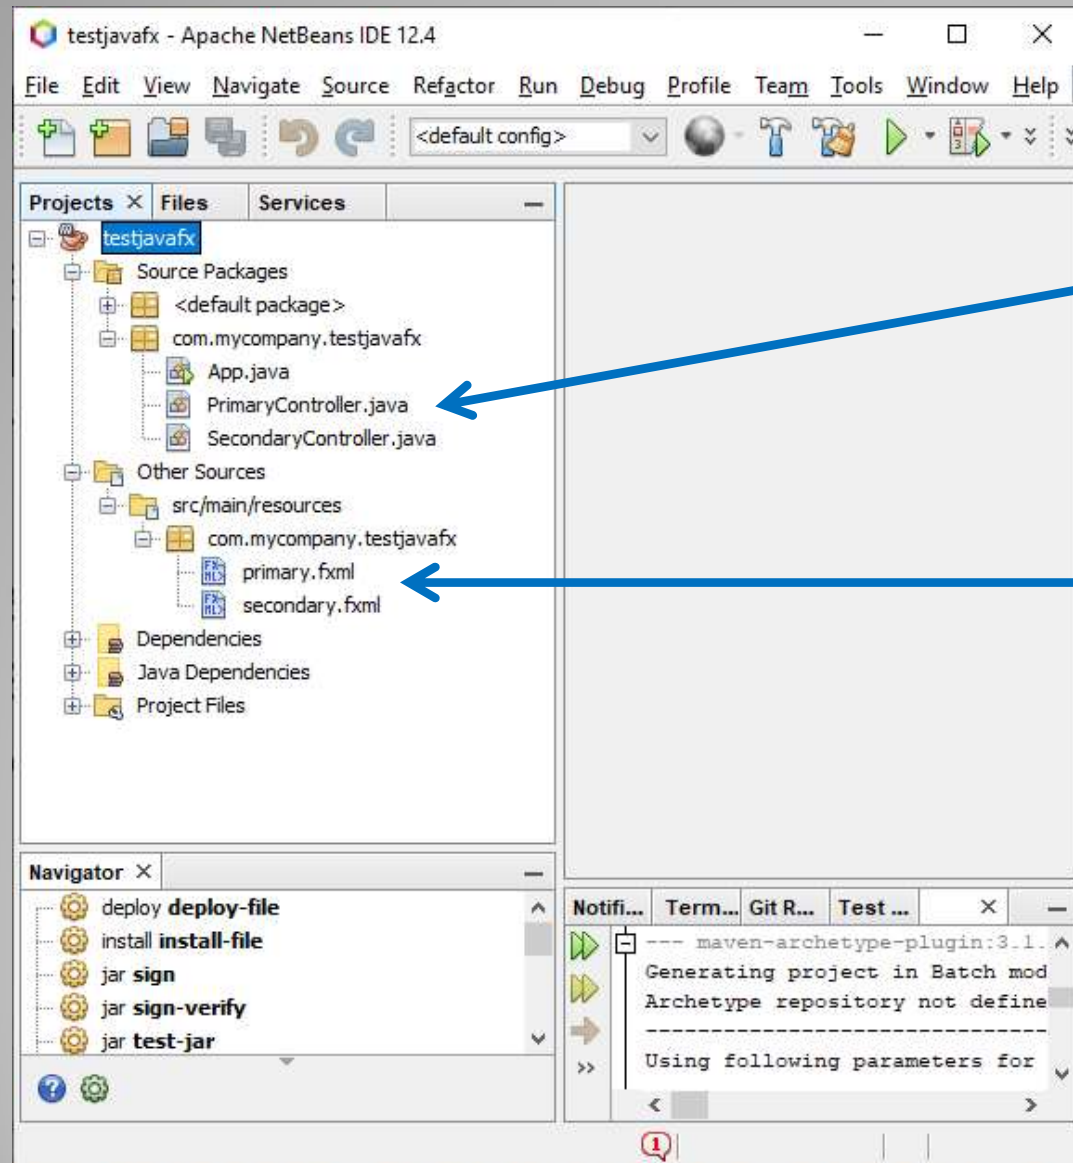 testjavafx - Apache NetBeans IDE 12.4
File Edit View Navigate Source Refactor Run Debug Profile Team Tools Window Help
<default config>
Projects Files Services
testjavafx
Source Packages
<default package>
com.mycompany.testjavafx
App.java
PrimaryController.java
SecondaryController.java
Other Sources
src/main/resources
com.mycompany.testjavafx
primary.fxml
secondary.fxml
Dependencies
Java Dependencies
Project Files
Navigator
deploy deploy-file
install install-file
jar sign
jar sign-verify
jar test-jar
Notifi... Term... Git R... Test ...
--- maven-archetype-plugin:3.1.
Generating project in Batch mod
Archetype repository not define
--------------------------------
Using following parameters for
1